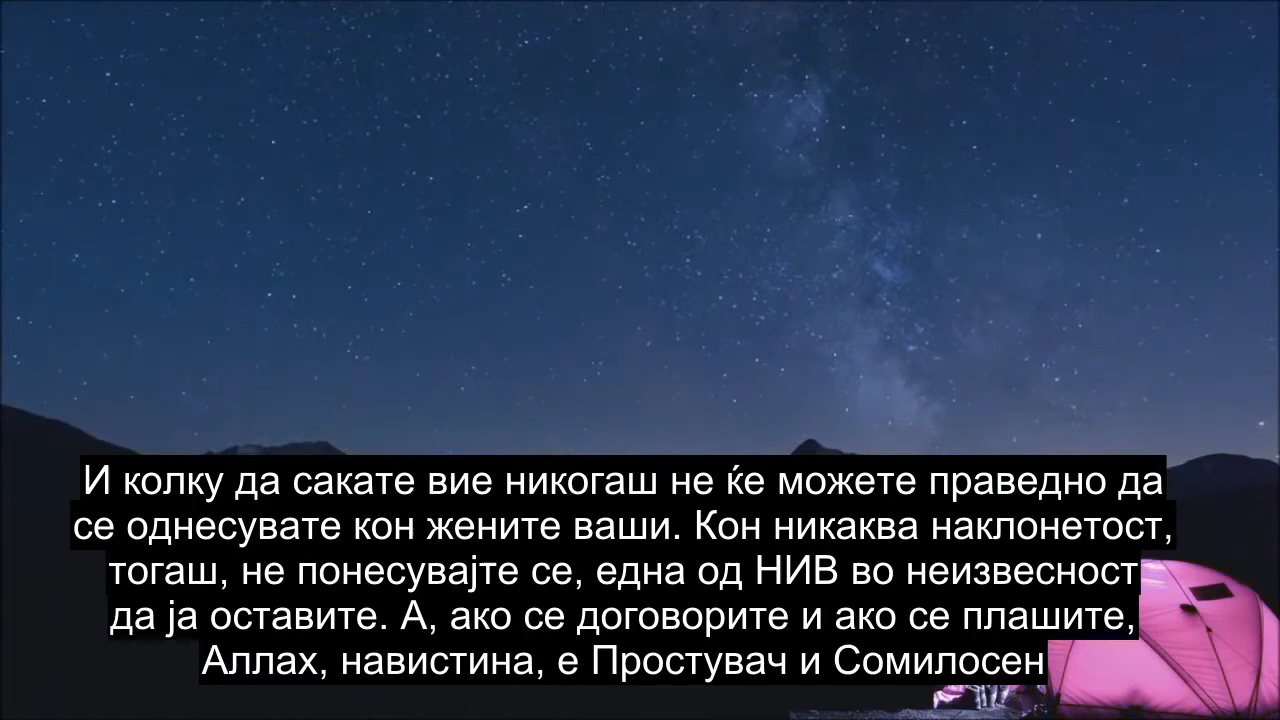 И колку да сакате вие никогаш не ќе можете праведно да
се однесувате кон жените ваши. Кон никаква наклонетост,
тогаш, не понесувајте се, една од НИВ во неизвесност
да ја оставите. А, ако се договорите и ако се плашите,
Аллах, навистина, е Простувач и Сомилосен